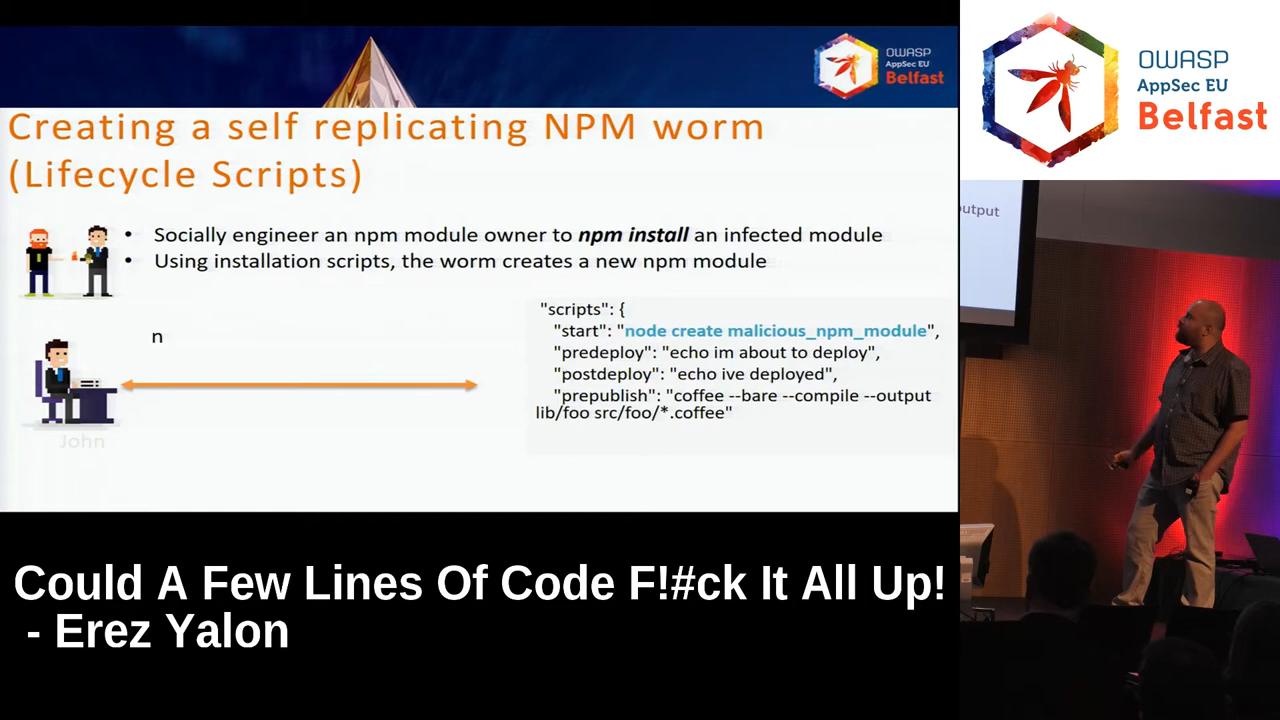 OWASP
AppSec EU
Belfast
Creating a self replicating NPM worm
(Lifecycle Scripts)
• Socially engineer an npm module owner to npm install an infected module
• Using installation scripts, the worm creates a new npm module
n
John
"scripts": {
"start": "node create malicious_npm_module",
"predeploy": "echo im about to deploy",
"postdeploy": "echo ive deployed",
"prepublish": "coffee --bare --compile --output
lib/foo src/foo/*.coffee"
OWASP
AppSec EU
Belfast
output
Could A Few Lines Of Code F!#ck It All Up!
- Erez Yalon